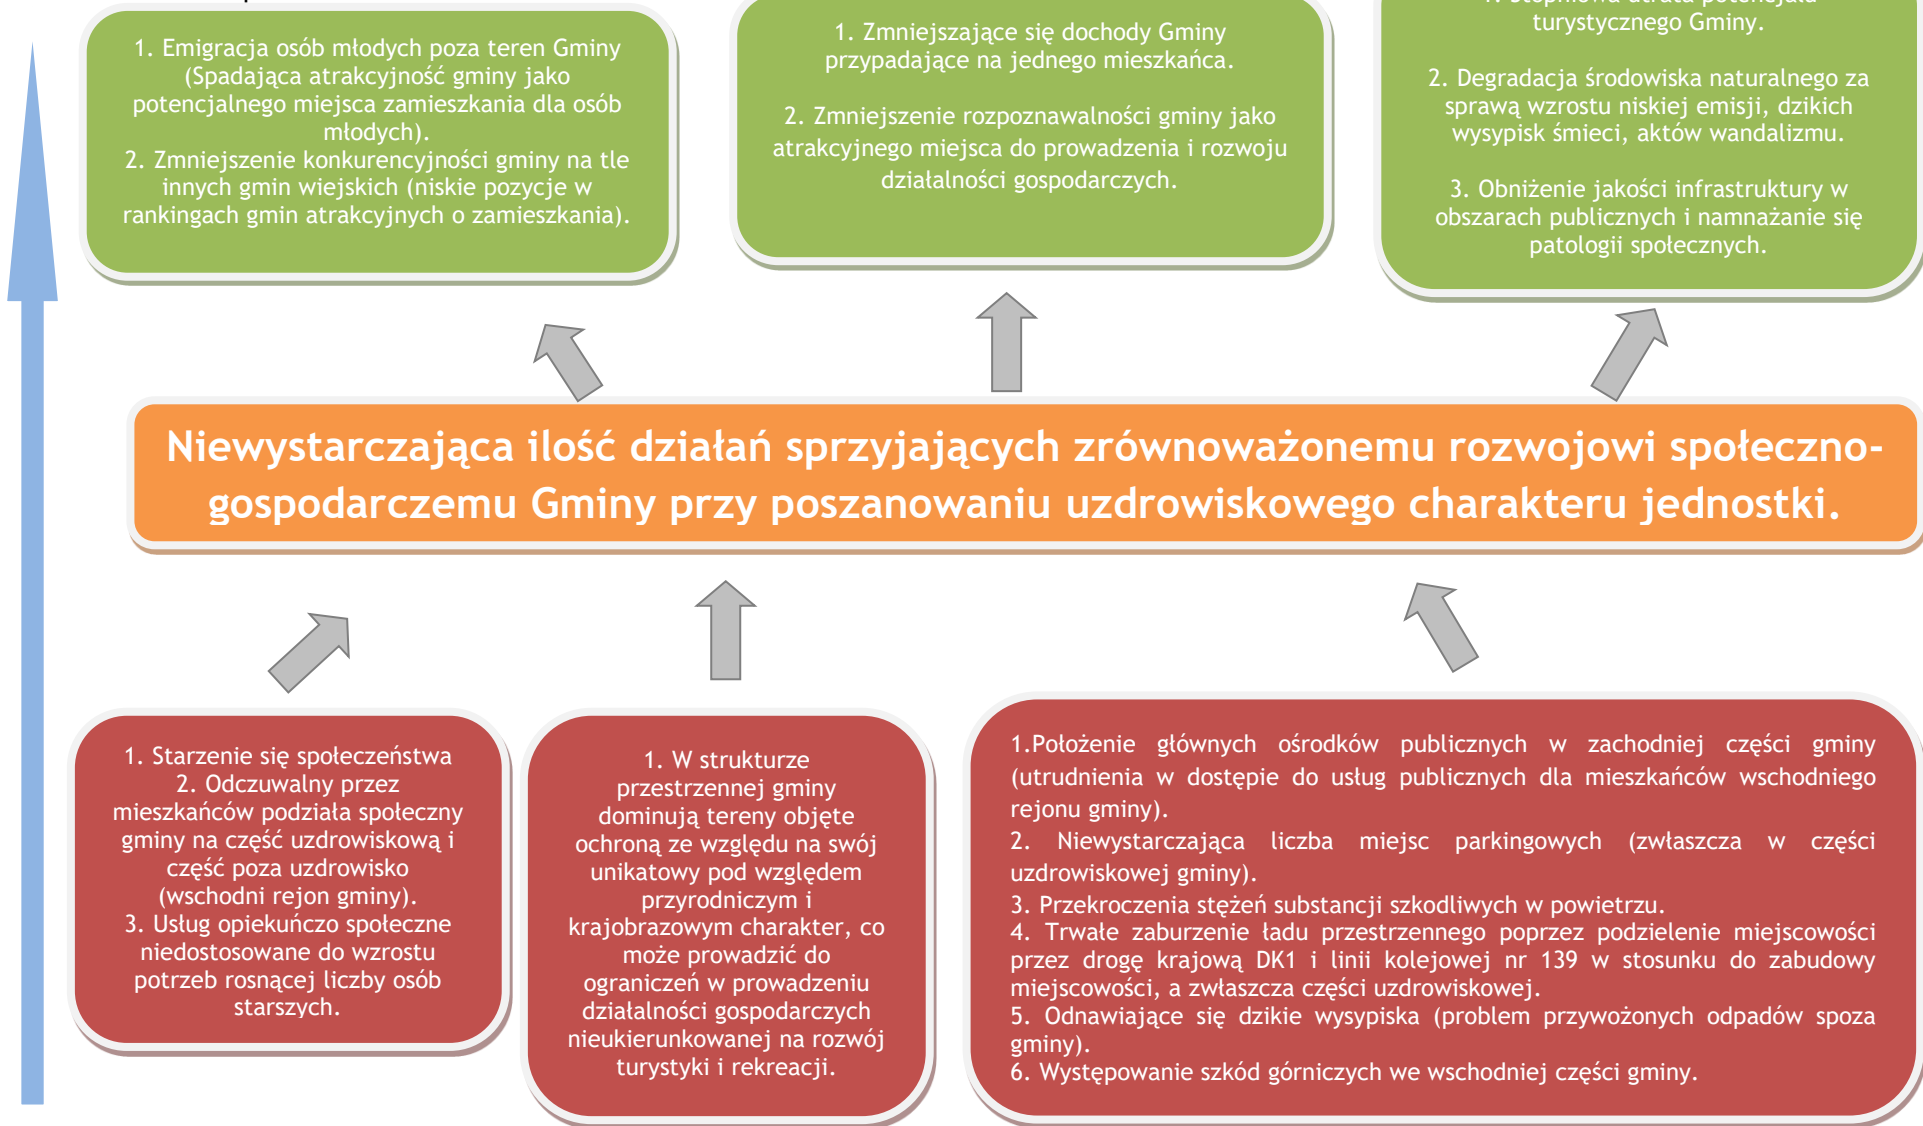 1. Emigracja osób młodych poza teren Gminy
(Spadająca atrakcyjność gminy jako
potencjalnego miejsca zamieszkania dla osób
młodych).
2. Zmniejszenie konkurencyjności gminy na tle
innych gmin wiejskich (niskie pozycje w
rankingach gmin atrakcyjnych o zamieszkania).
1. Zmniejszające się dochody Gminy
przypadające na jednego mieszkańca.
2. Zmniejszenie rozpoznawalności gminy jako
atrakcyjnego miejsca do prowadzenia i rozwoju
działalności gospodarczych.
1. Stopniowa utrata potencjału
turystycznego Gminy.
2. Degradacja środowiska naturalnego za
sprawą wzrostu niskiej emisji, dzikich
wysypisk śmieci, aktów wandalizmu.
3. Obniżenie jakości infrastruktury w
obszarach publicznych i namnażanie się
patologii społecznych.
Niewystarczająca ilość działań sprzyjających zrównoważonemu rozwojowi społeczno-
gospodarczemu Gminy przy poszanowaniu uzdrowiskowego charakteru jednostki.
1. Starzenie się społeczeństwa
2. Odczuwalny przez
mieszkańców podziała społeczny
gminy na część uzdrowiskową i
część poza uzdrowisko
(wschodni rejon gminy).
3. Usług opiekuńczo społeczne
niedostosowane do wzrostu
potrzeb rosnącej liczby osób
starszych.
1. W strukturze
przestrzennej gminy
dominują tereny objęte
ochroną ze względu na swój
unikatowy pod względem
przyrodniczym i
krajobrazowym charakter, co
może prowadzić do
ograniczeń w prowadzeniu
działalności gospodarczych
nieukierunkowanej na rozwój
turystyki i rekreacji.
1.Położenie głównych ośrodków publicznych w zachodniej części gminy
(utrudnienia w dostępie do usług publicznych dla mieszkańców wschodniego
rejonu gminy).
2. Niewystarczająca liczba miejsc parkingowych (zwłaszcza w części
uzdrowiskowej gminy).
3. Przekroczenia stężeń substancji szkodliwych w powietrzu.
4. Trwałe zaburzenie ładu przestrzennego poprzez podzielenie miejscowości
przez drogę krajową DK1 i linii kolejowej nr 139 w stosunku do zabudowy
miejscowości, a zwłaszcza części uzdrowiskowej.
5. Odnawiające się dzikie wysypiska (problem przywożonych odpadów spoza
gminy).
6. Występowanie szkód górniczych we wschodniej części gminy.